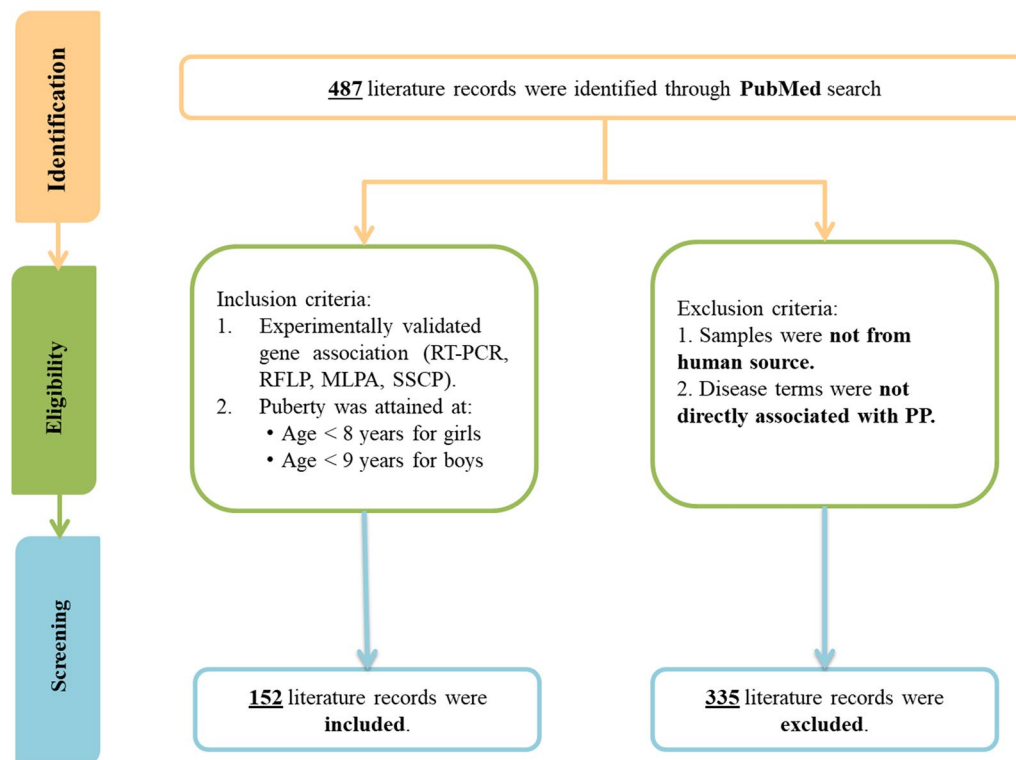 Identification
487 literature records were identified through PubMed search
Eligibility
Inclusion criteria:
1. Experimentally validated
gene association (RT-PCR,
RFLP, MLPA, SSCP).
2. Puberty was attained at:
• Age < 8 years for girls
• Age < 9 years for boys
Exclusion criteria:
1. Samples were not from
human source.
2. Disease terms were not
directly associated with PP.
Screening
152 literature records were
included.
335 literature records were
excluded.